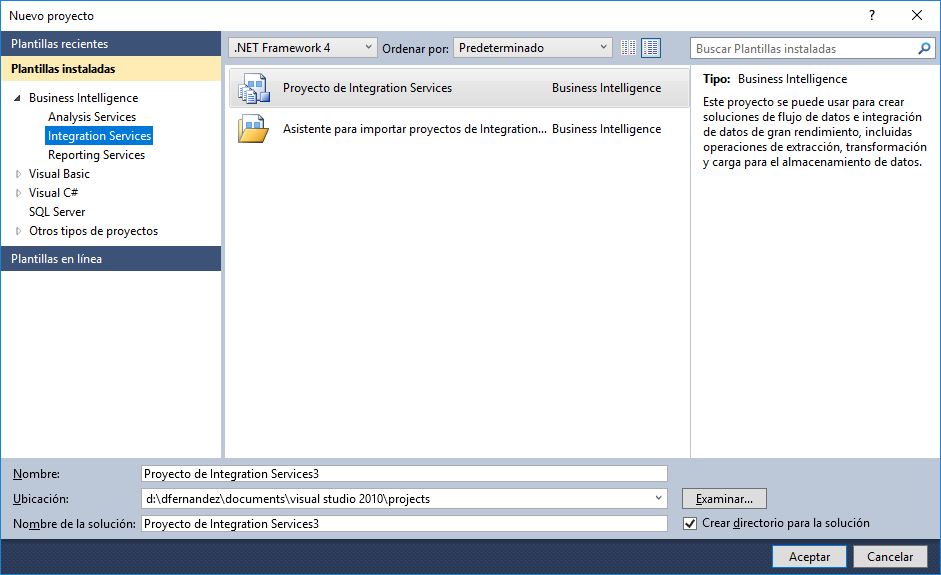 Nuevo proyecto
?
Plantillas recientes
.NET Framework 4
Ordenar por:
Predeterminado
Buscar Plantillas instaladas
Plantillas instaladas
Business Intelligence
Analysis Services
Integration Services
Reporting Services
Visual Basic
Visual C#
SQL Server
Otros tipos de proyectos
Plantillas en línea
Proyecto de Integration Services Business Intelligence
Asistente para importar proyectos de Integration... Business Intelligence
Tipo: Business Intelligence
Este proyecto se puede usar para crear
soluciones de flujo de datos e integración
de datos de gran rendimiento, incluidas
operaciones de extracción, transformación
y carga para el almacenamiento de datos.
Nombre: Proyecto de Integration Services3
Ubicación: d:\dfernandez\documents\visual studio 2010\projects
Examinar...
Nombre de la solución: Proyecto de Integration Services3
Crear directorio para la solución
Aceptar
Cancelar